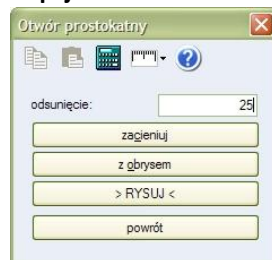 Otwór prostokatny
odsunięcie: 25
zacieniuj
z obrysem
> RYSUJ <
powrót